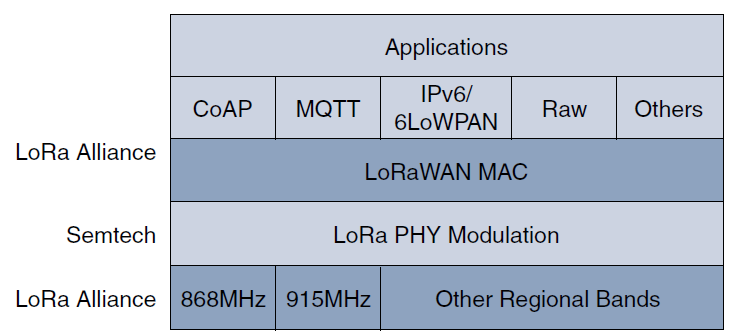 Applications
CoAP MQTT IPv6/
6LoWPAN Raw Others
LoRa Alliance
LoRaWAN MAC
Semtech LoRa PHY Modulation
LoRa Alliance 868MHz 915MHz Other Regional Bands